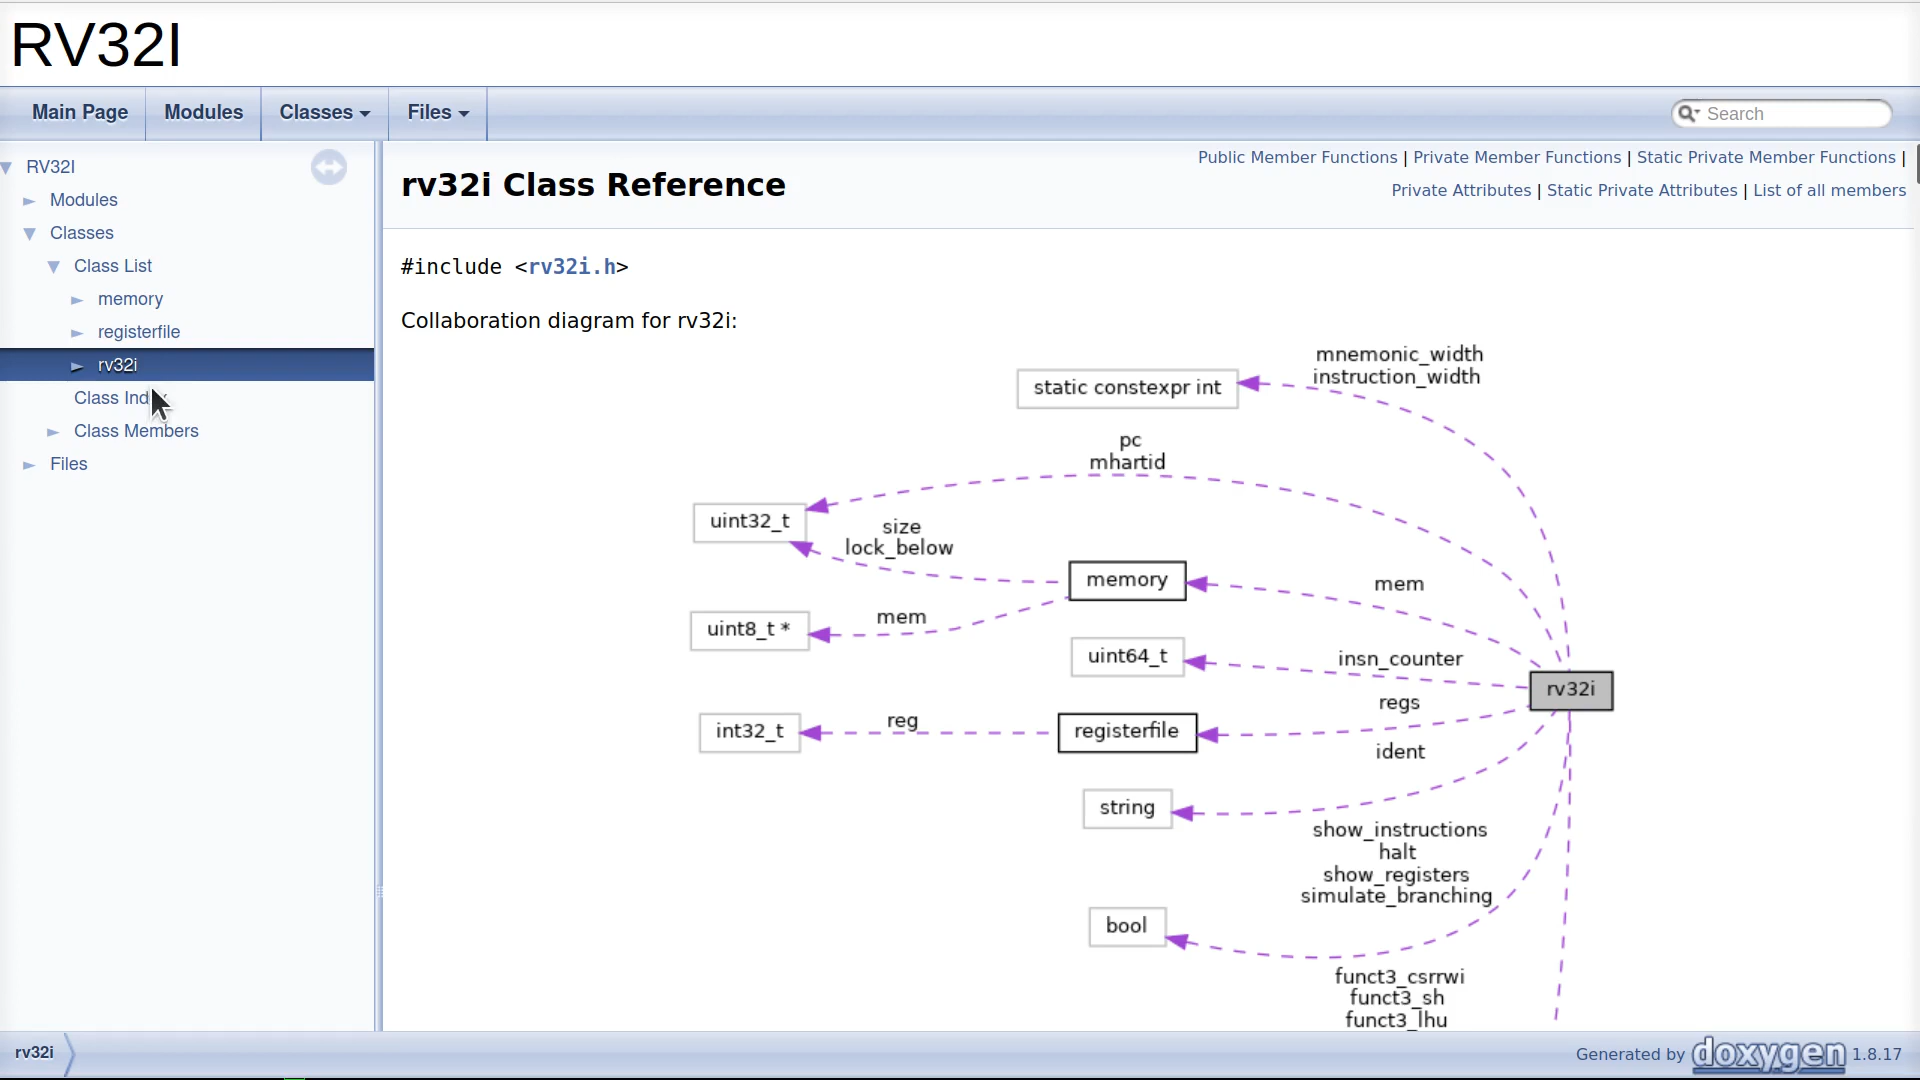 RV32I
Main Page
Modules
Classes
Files
Search
RV32I
Modules
Classes
Class List
memory
registerfile
rv32i
Class Index
Class Members
Files
Public Member Functions | Private Member Functions | Static Private Member Functions |
Private Attributes | Static Private Attributes | List of all members
rv32i Class Reference
#include <rv32i.h>
Collaboration diagram for rv32i:
mnemonic_width
instruction_width
static constexpr int
pc
mhartid
uint32_t
size
lock_below
memory
mem
uint8_t *
mem
uint64_t
insn_counter
rv32i
regs
int32_t
reg
registerfile
ident
string
show_instructions
halt
show_registers
simulate_branching
bool
funct3_csrrwi
funct3_sh
funct3_lhu
rv32i
Generated by doxygen 1.8.17